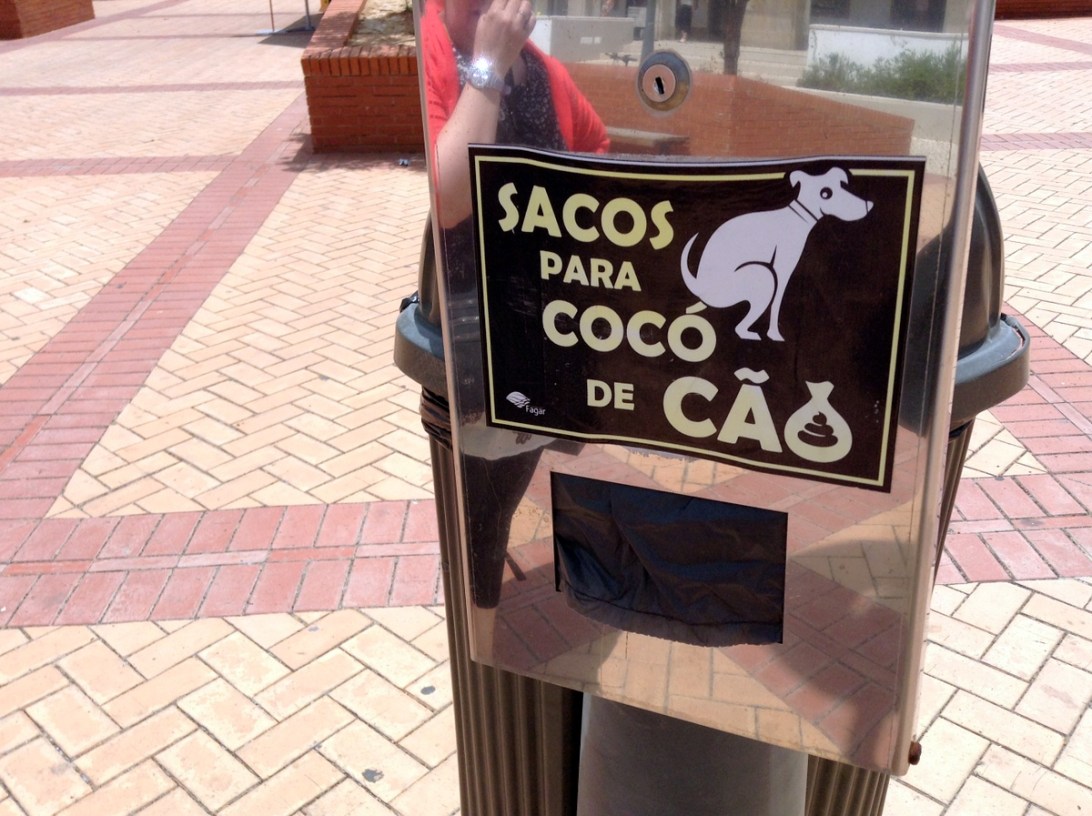 SACOS
PARA
COCÓ
DE
CÃO
Fagar